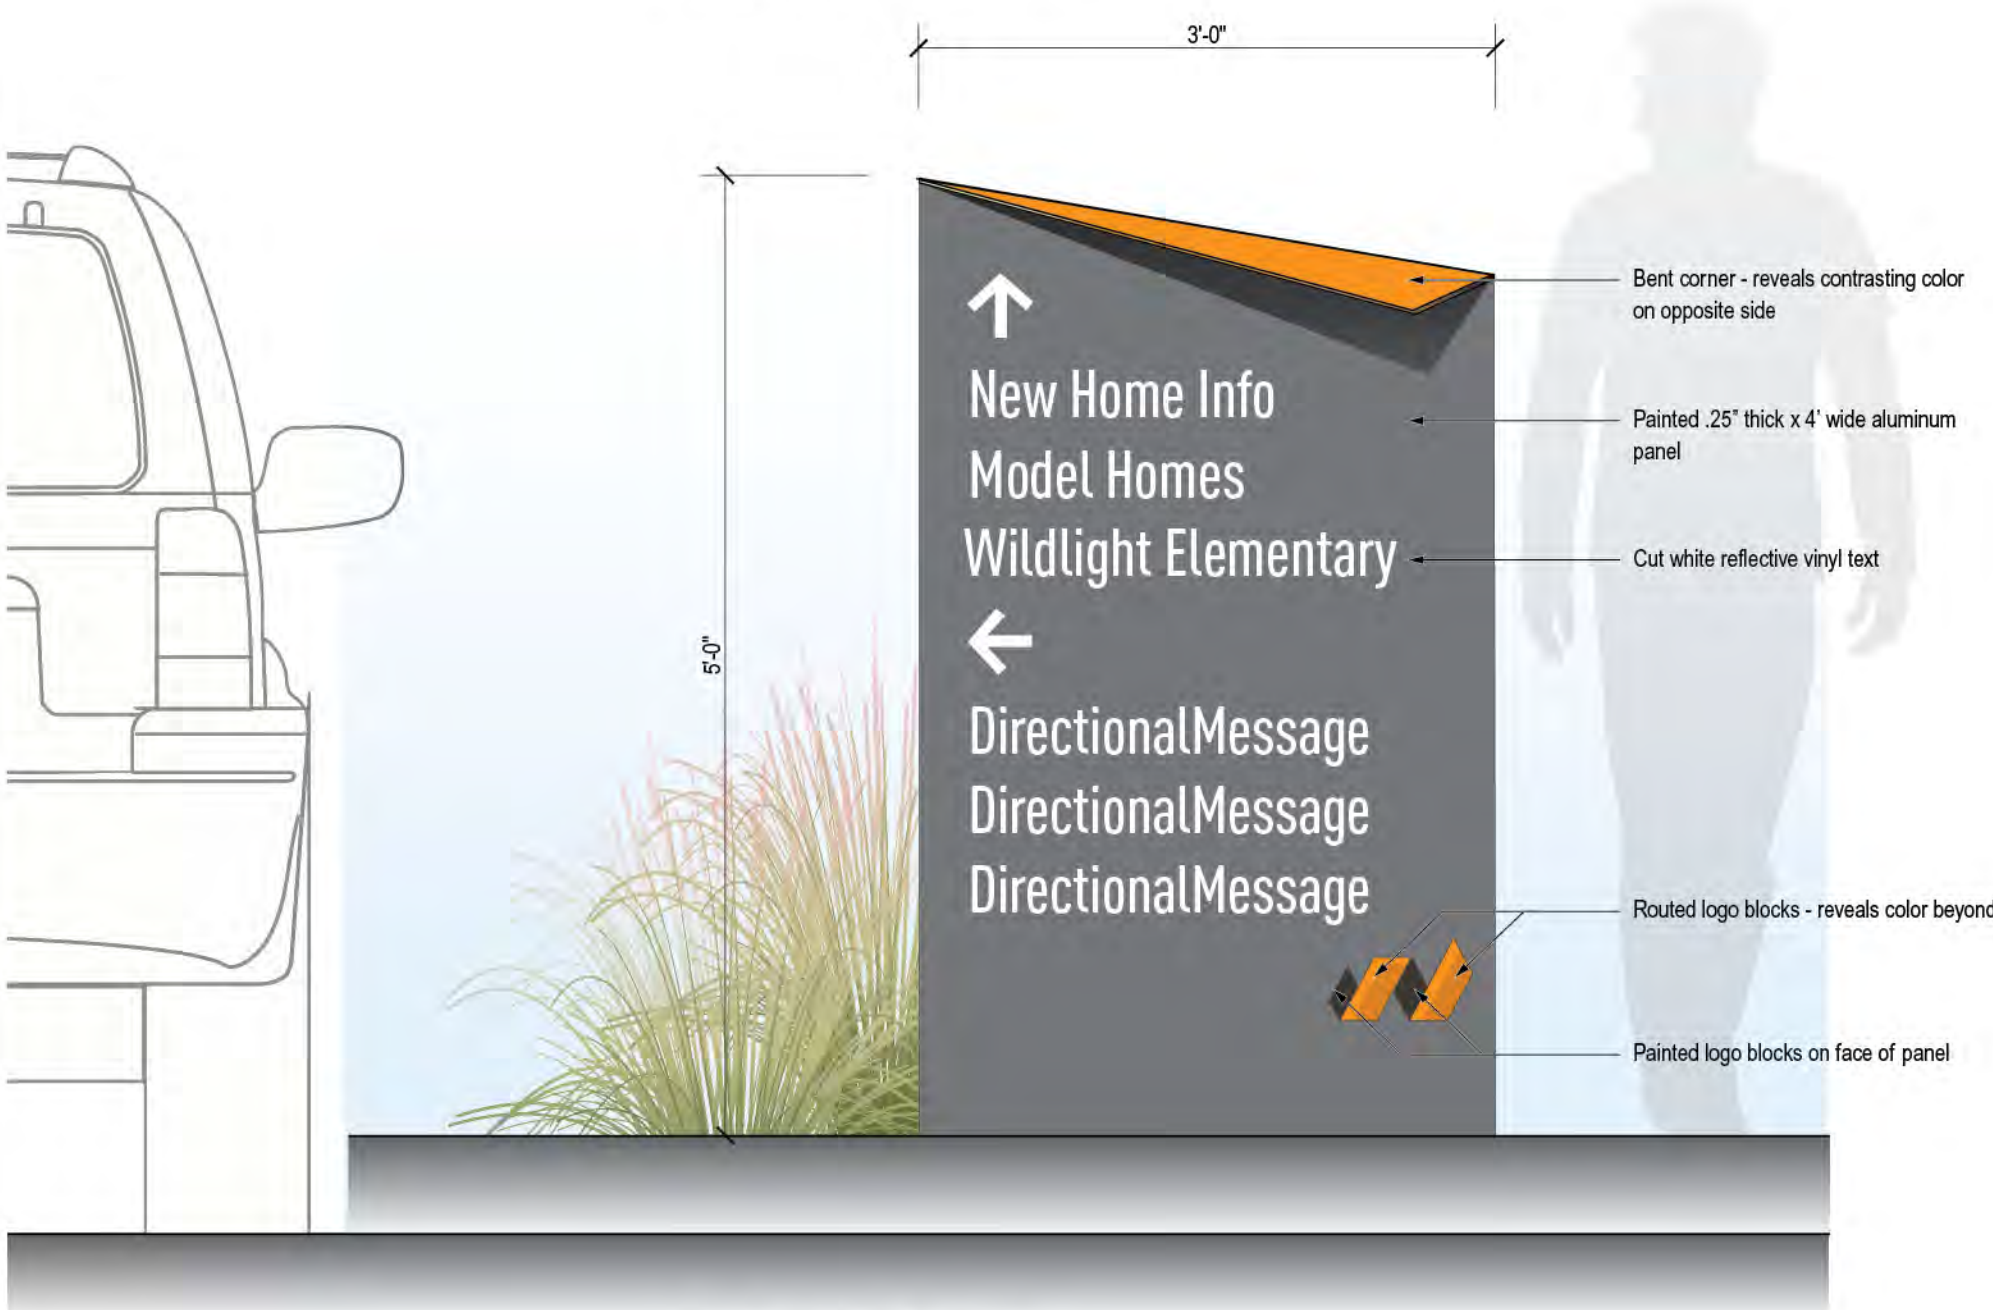 3'-0"
Bent corner - reveals contrasting color
on opposite side
New Home Info
Painted .25" thick x 4' wide aluminum
panel
Model Homes
Wildlight Elementary
Cut white reflective vinyl text
5'-0"
DirectionalMessage
DirectionalMessage
DirectionalMessage
Routed logo blocks - reveals color beyond
Painted logo blocks on face of panel